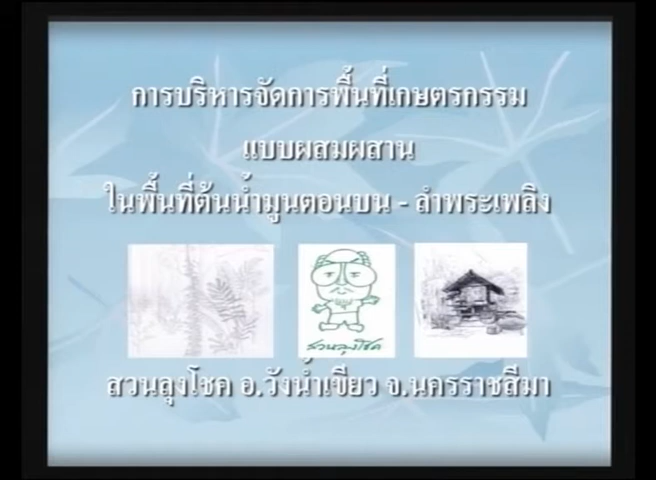 การบริหารจัดการพื้นที่เกษตรกรรม
แบบผสมผสาน
ในพื้นที่ต้นน้ำมูนตอนบน - ลำพระเพลิง
สวนลุงโชค
สวนลุงโชค อ.วังน้ำเขียว จ.นครราชสีมา